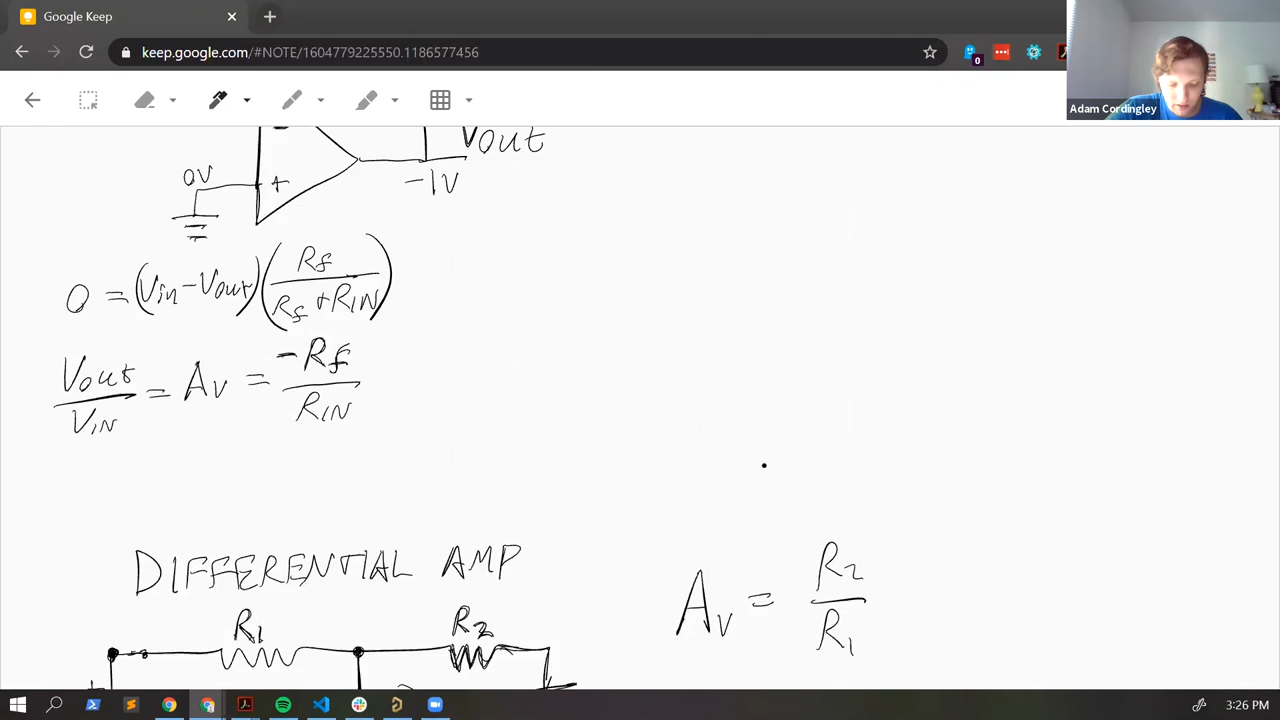 Google Keep
keep.google.com/#NOTE/1604779225550.1186577456
0
Adam Cordingley
Vout
0V
+
-1V
0 = (Vin - Vout) (Rf / (Rf + RIN))
Vout / VIN = Av = -Rf / RIN
DIFFERENTIAL AMP
Av = R2 / R1
R1
R2
3:26 PM